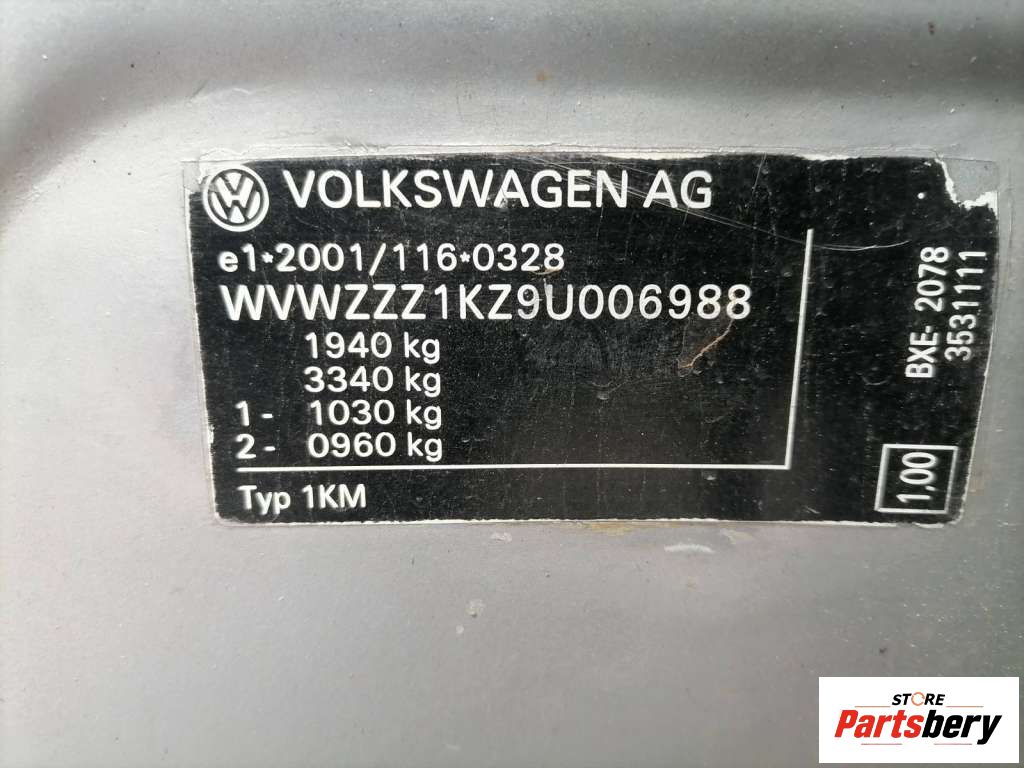 VOLKSWAGEN AG
e1*2001/116*0328
WVWZZZ1KZ9U006988
1940 kg
3340 kg
1- 1030 kg
2- 0960 kg
Typ 1KM
BXE- 2078
3531111
1,00
STORE
Partsbery